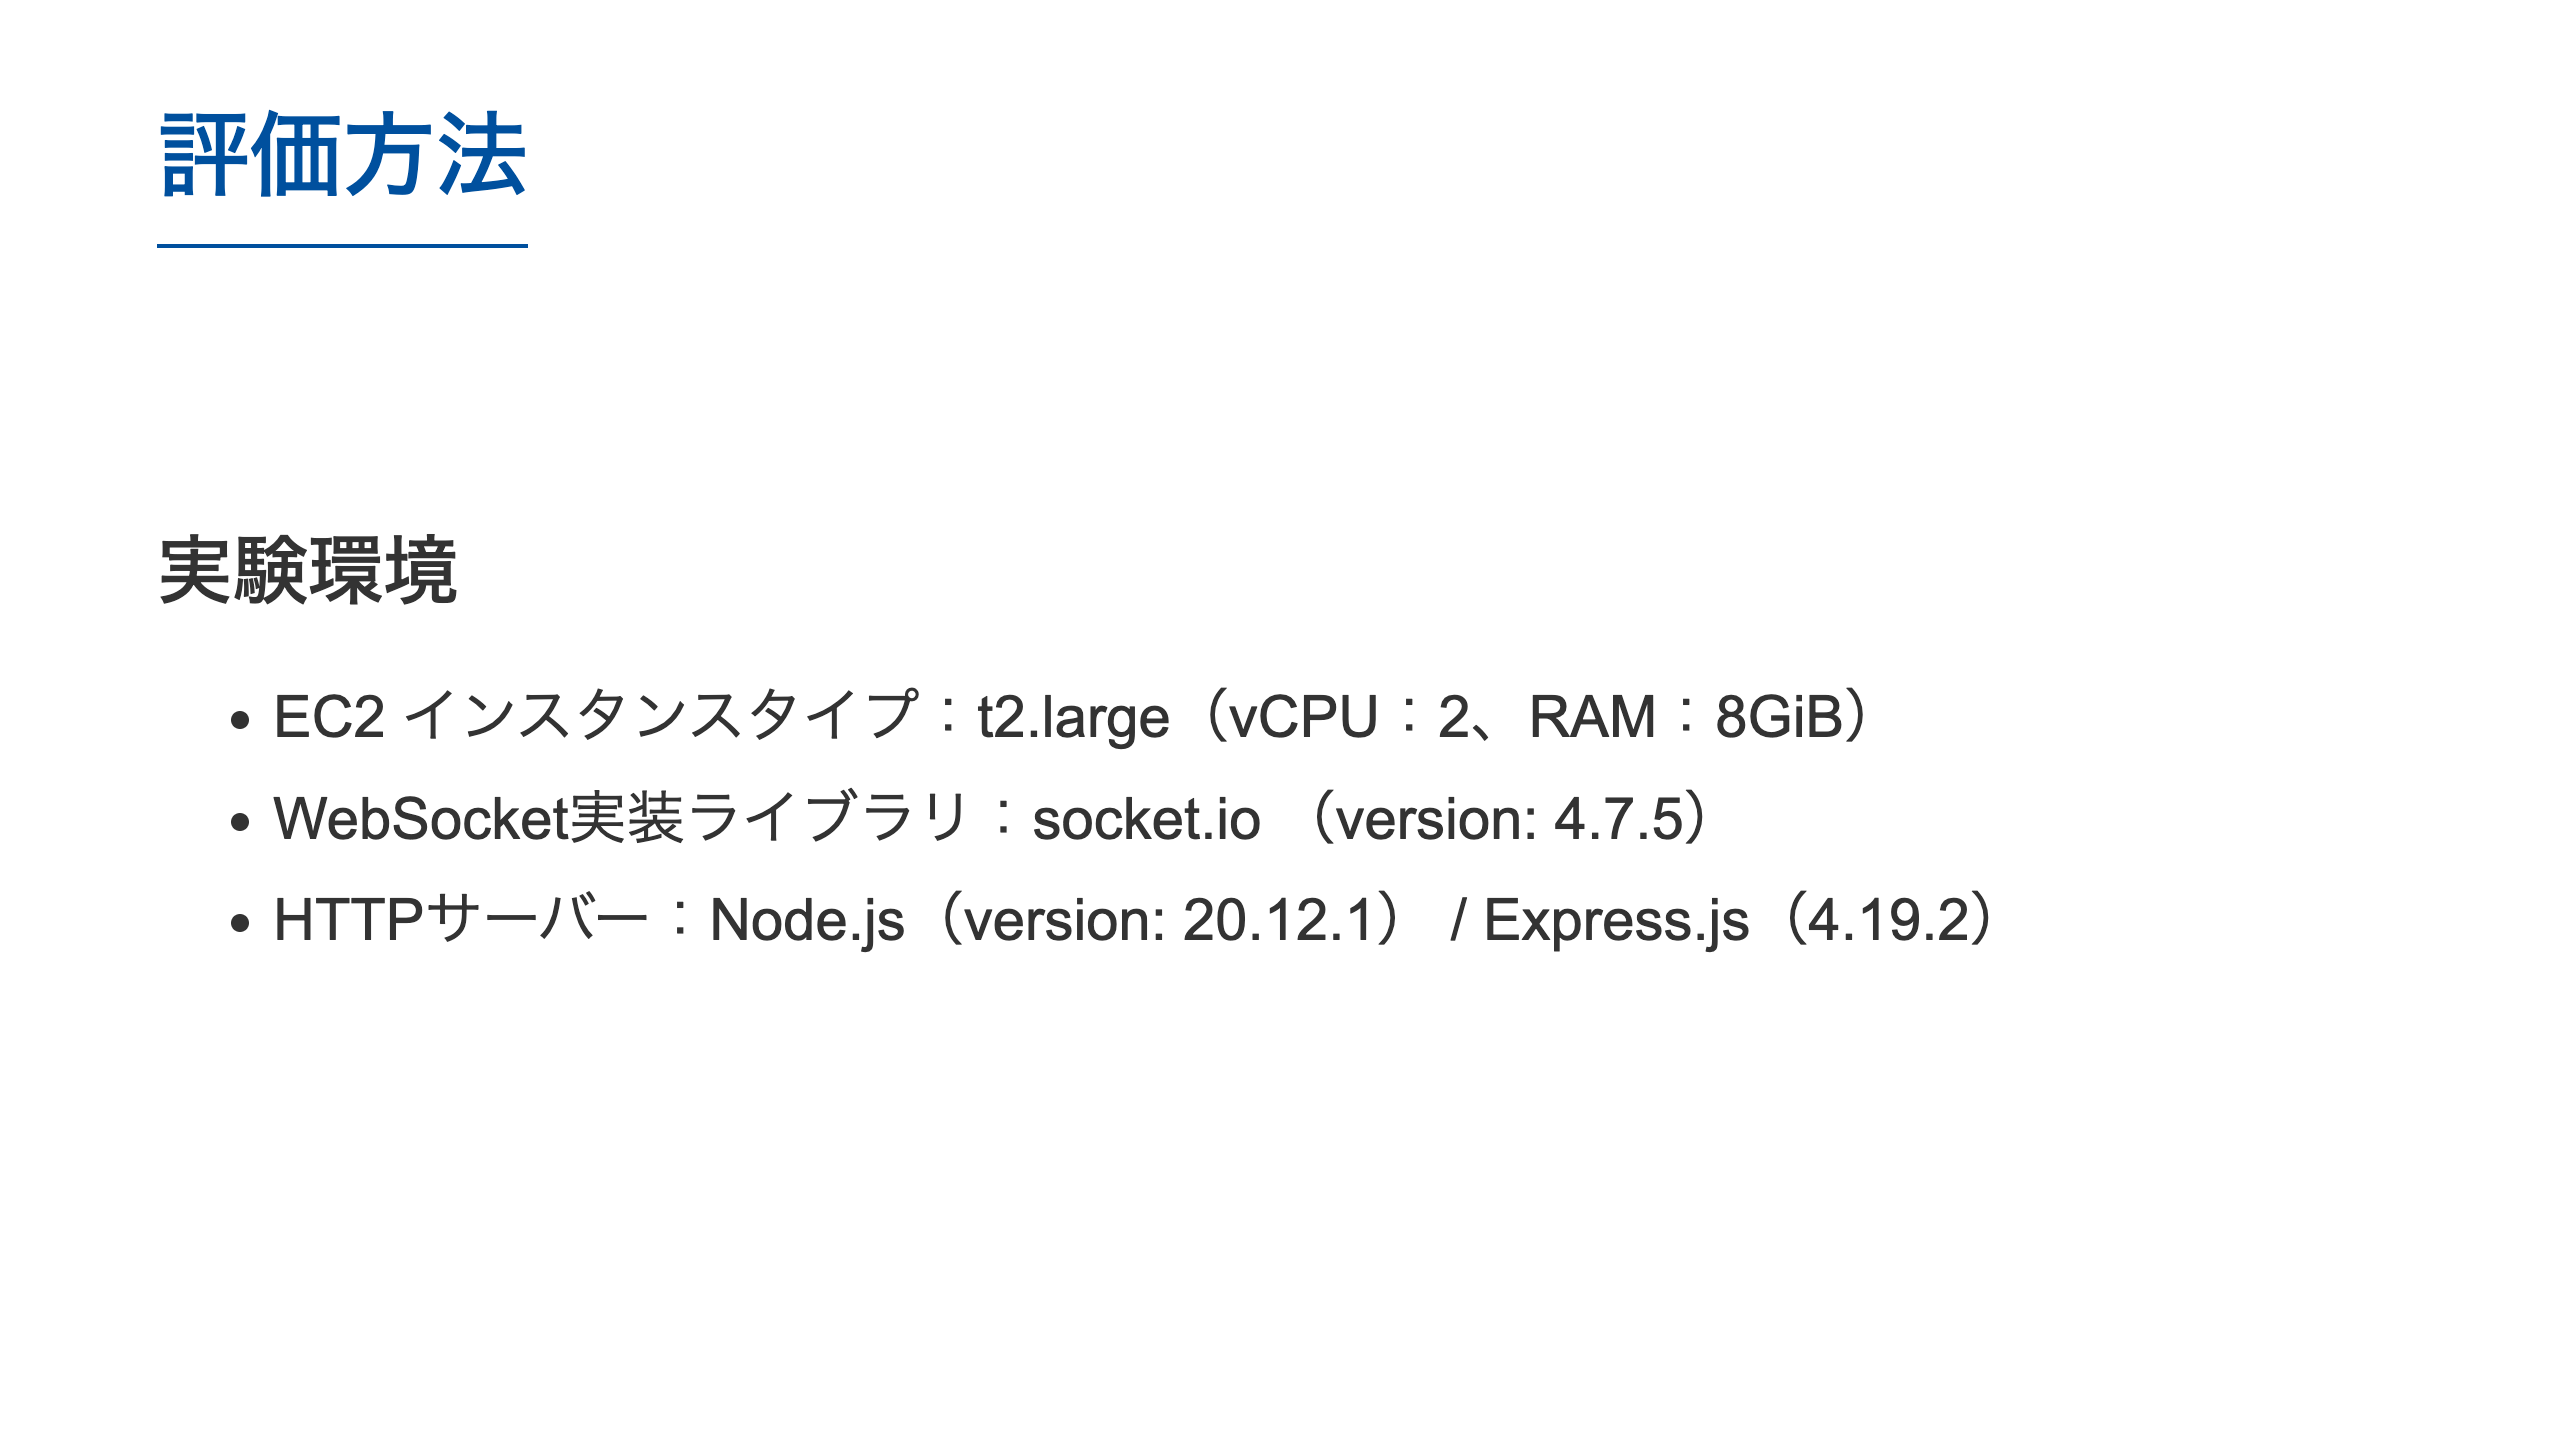 評価方法
実験環境
EC2 インスタンスタイプ：t2.large（vCPU：2、RAM：8GiB）
WebSocket実装ライブラリ：socket.io （version: 4.7.5）
HTTPサーバー：Node.js（version: 20.12.1） / Express.js（4.19.2）